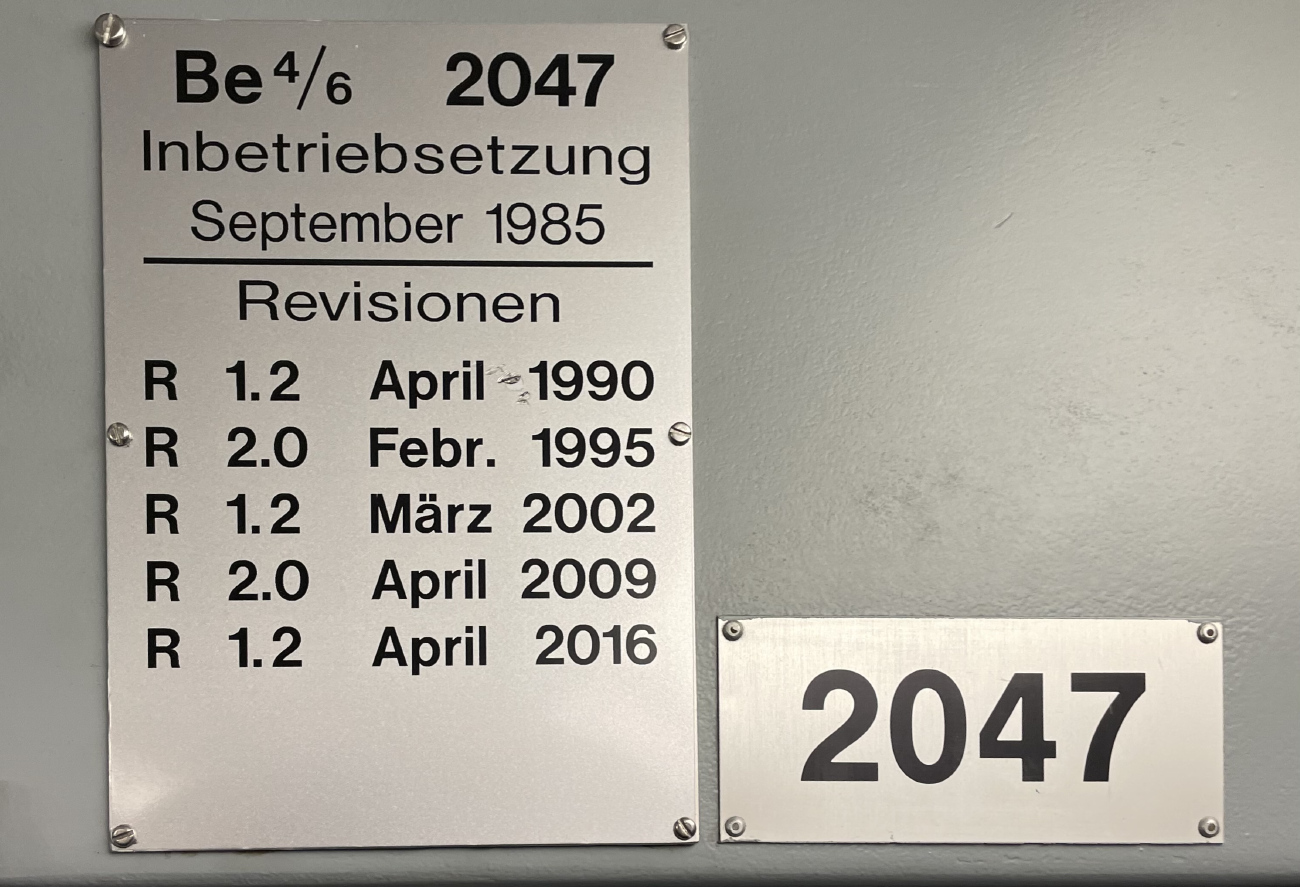 Be 4/6 2047
Inbetriebsetzung
September 1985
Revisionen
R 1.2 April 1990
R 2.0 Febr. 1995
R 1.2 März 2002
R 2.0 April 2009
R 1.2 April 2016
2047